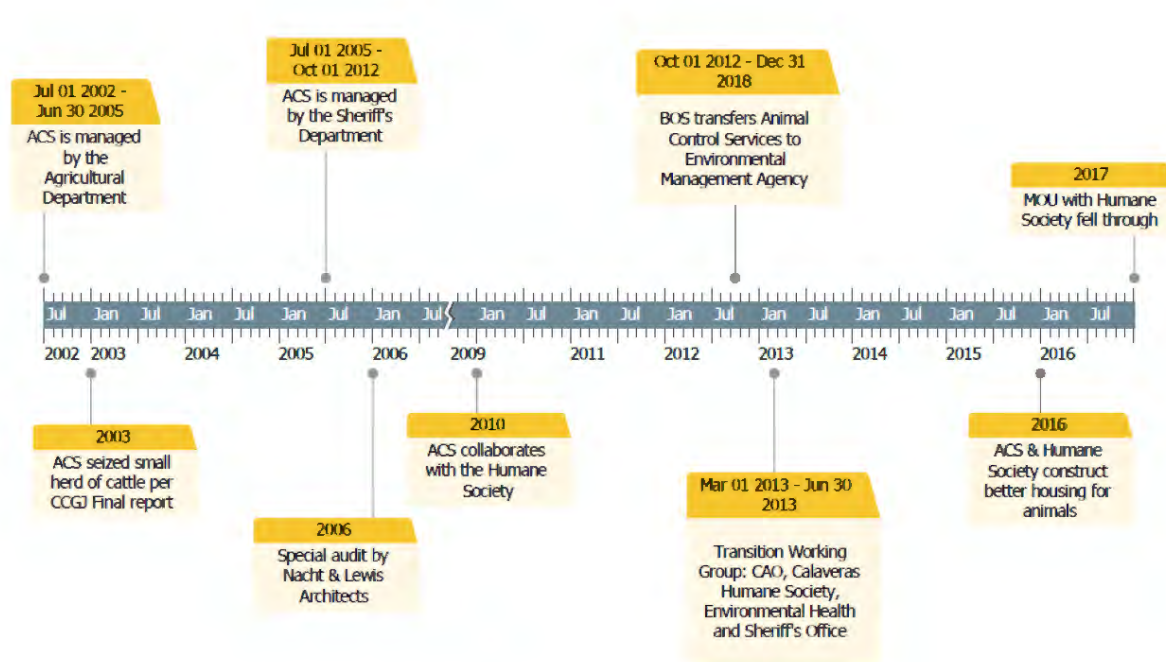 Jul 01 2002 -
Jun 30 2005
ACS is managed
by the
Agricultural
Department
Jul 01 2005 -
Oct 01 2012
ACS is managed
by the Sheriff's
Department
Oct 01 2012 - Dec 31
2018
BOS transfers Animal
Control Services to
Environmental
Management Agency
2017
MOU with Humane
Society fell through
Jul Jan Jul Jan Jul Jan Jul Jan Jul Jan Jul Jan Jul Jan Jul Jan Jul Jan Jul Jan Jul Jan Jul
2002 2003 2004 2005 2006 2009 2011 2012 2013 2014 2015 2016
2003
ACS seized small
herd of cattle per
CCGJ Final report
2006
Special audit by
Nacht & Lewis
Architects
2010
ACS collaborates
with the Humane
Society
Mar 01 2013 - Jun 30
2013
Transition Working
Group: CAO, Calaveras
Humane Society,
Environmental Health
and Sheriff's Office
2016
ACS & Humane
Society construct
better housing for
animals